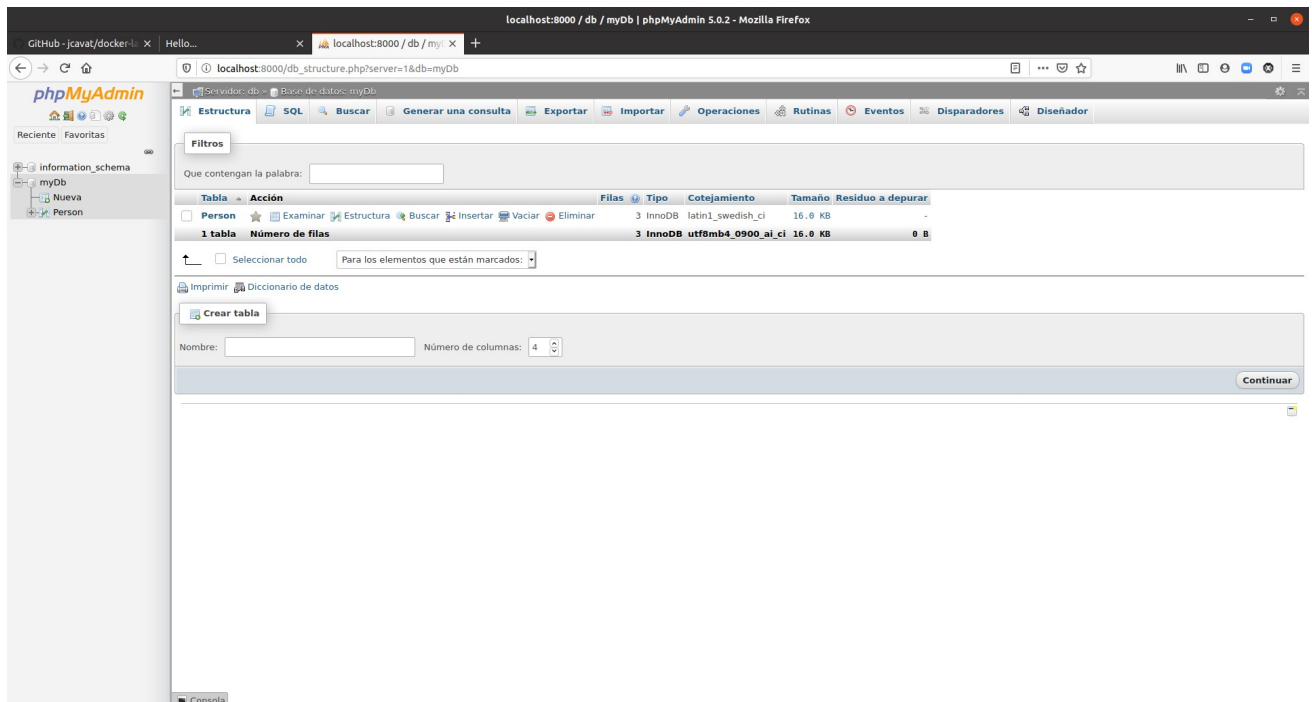 localhost:8000 / db / myDb | phpMyAdmin 5.0.2 - Mozilla Firefox
GitHub - jcavat/docker-la Hello... localhost:8000 / db / my
localhost:8000/db_structure.php?server=1&db=myDb
phpMyAdmin
Reciente Favoritas
information_schema
myDb
Nueva
Person
Servidor: db » Base de datos: myDb
Estructura SQL Buscar Generar una consulta Exportar Importar Operaciones Rutinas Eventos Disparadores Diseñador
Filtros
Que contengan la palabra:
Tabla Acción Filas Tipo Cotejamiento Tamaño Residuo a depurar
Person Examinar Estructura Buscar Insertar Vaciar Eliminar 3 InnoDB latin1_swedish_ci 16.0 KB -
1 tabla Número de filas 3 InnoDB utf8mb4_0900_ai_ci 16.0 KB 0 B
Seleccionar todo Para los elementos que están marcados:
Imprimir Diccionario de datos
Crear tabla
Nombre: Número de columnas: 4
Continuar
Consola